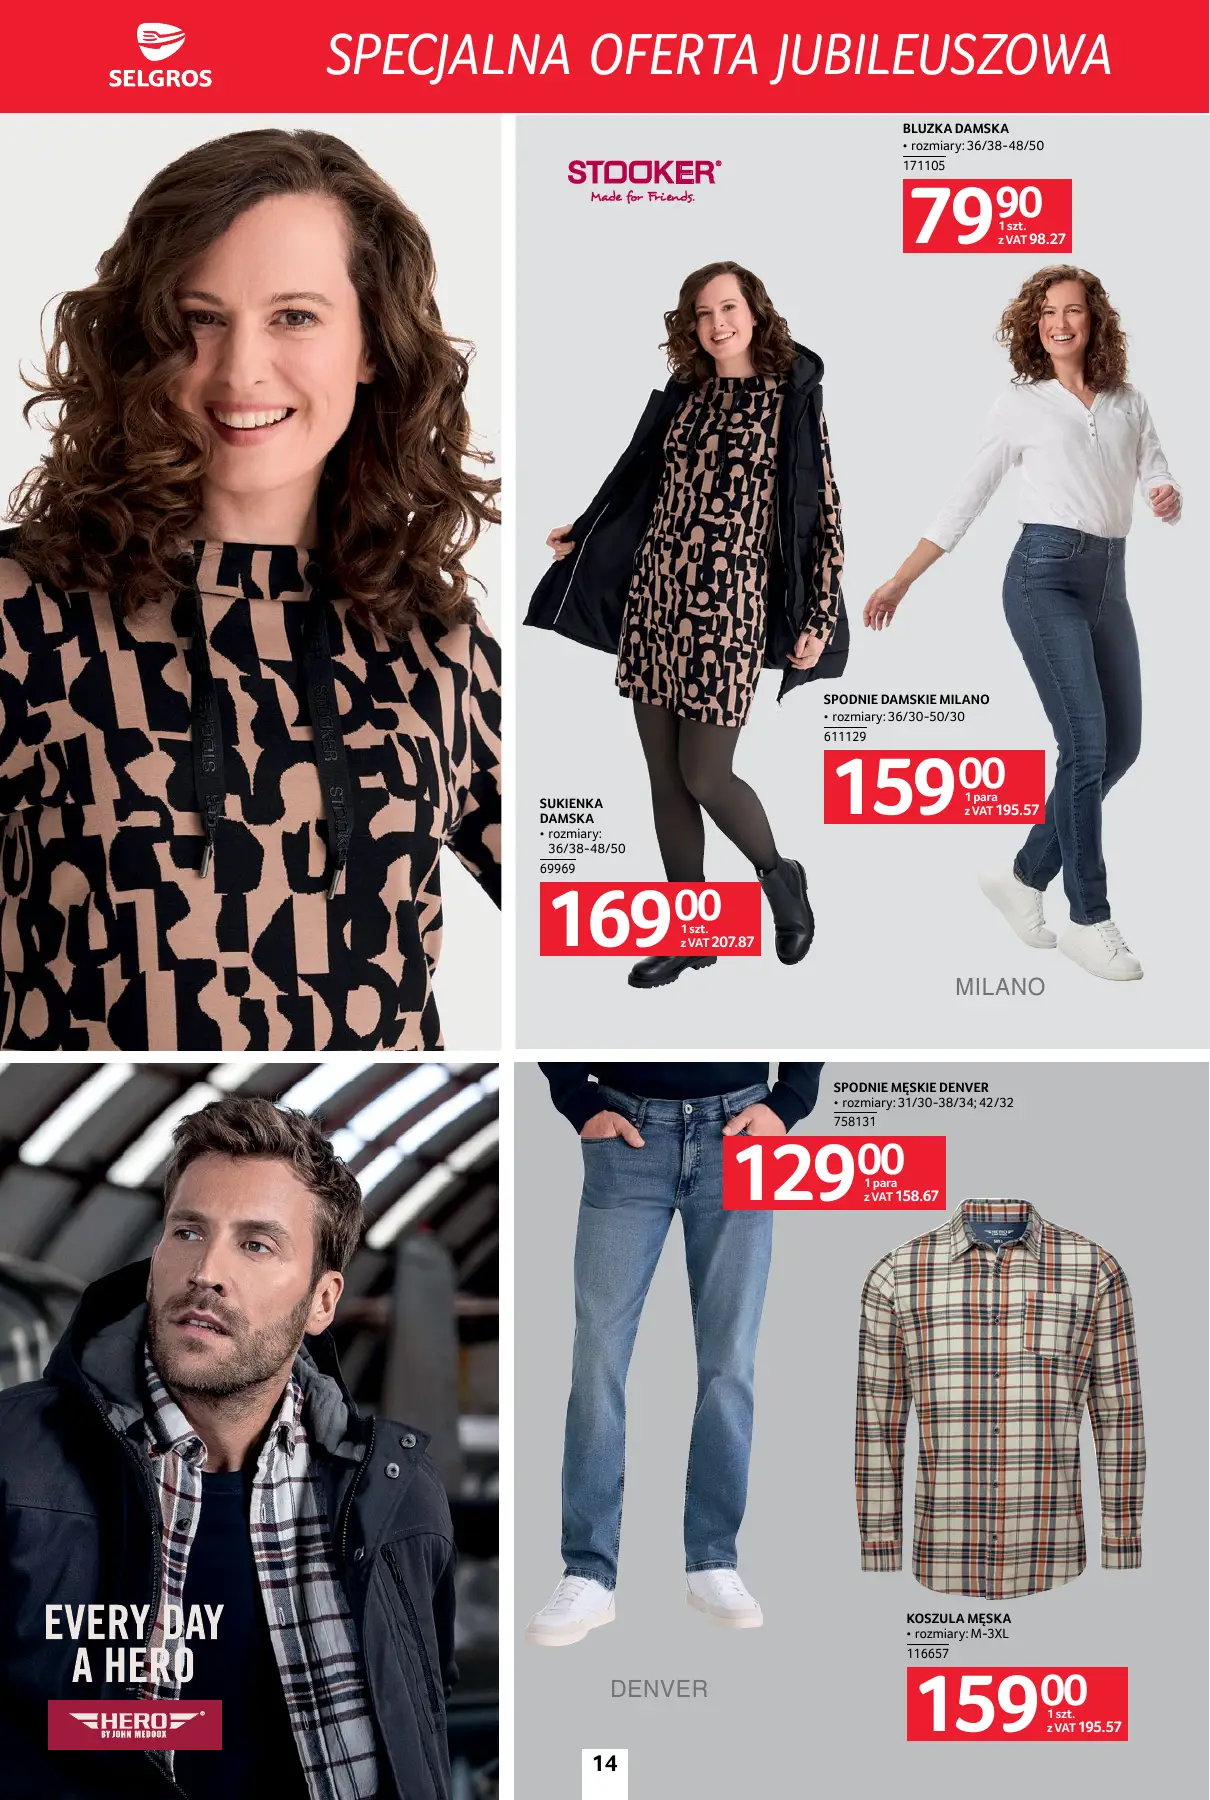 SELGROS
SPECJALNA OFERTA JUBILEUSZOWA
STOOKER®
Made for Friends.
BLUZKA DAMSKA
• rozmiary: 36/38-48/50
171105
79 90
1 szt.
z VAT 98.27
SPODNIE DAMSKIE MILANO
• rozmiary: 36/30-50/30
611129
159 00
1 para
z VAT 195.57
SUKIENKA
DAMSKA
• rozmiary:
36/38-48/50
69969
169 00
1 szt.
z VAT 207.87
MILANO
STOOKER
STOOKER
SPODNIE MĘSKIE DENVER
• rozmiary: 31/30-38/34; 42/32
758131
129 00
1 para
z VAT 158.67
DENVER
KOSZULA MĘSKA
• rozmiary: M-3XL
116657
159 00
1 szt.
z VAT 195.57
EVERY DAY
A HERO
HERO®
BY JOHN MEDOOX
14